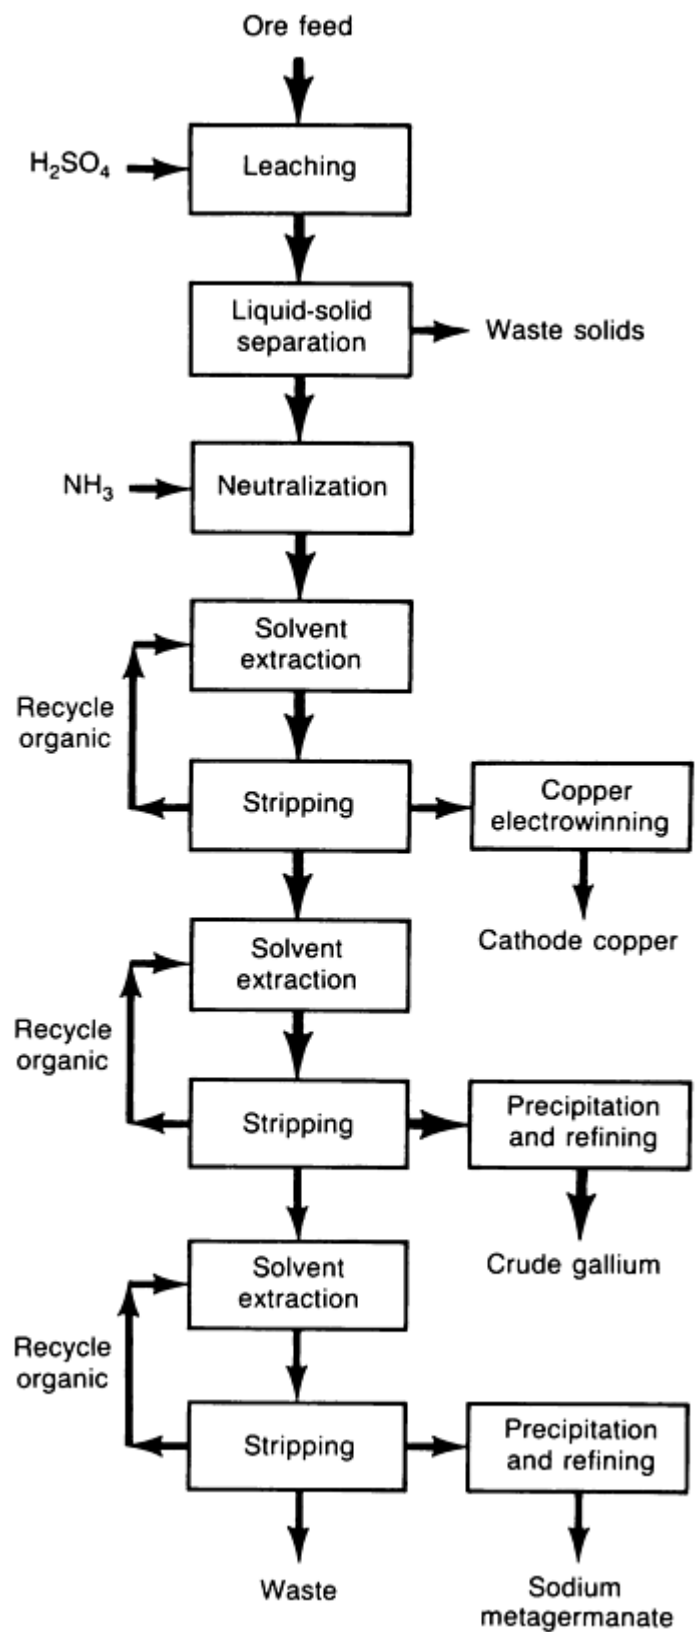 Ore feed
H₂SO₄
Leaching
Liquid-solid
separation
Waste solids
NH₃
Neutralization
Solvent
extraction
Recycle
organic
Stripping
Copper
electrowinning
Cathode copper
Solvent
extraction
Recycle
organic
Stripping
Precipitation
and refining
Crude gallium
Solvent
extraction
Recycle
organic
Stripping
Precipitation
and refining
Waste
Sodium
metagermanate